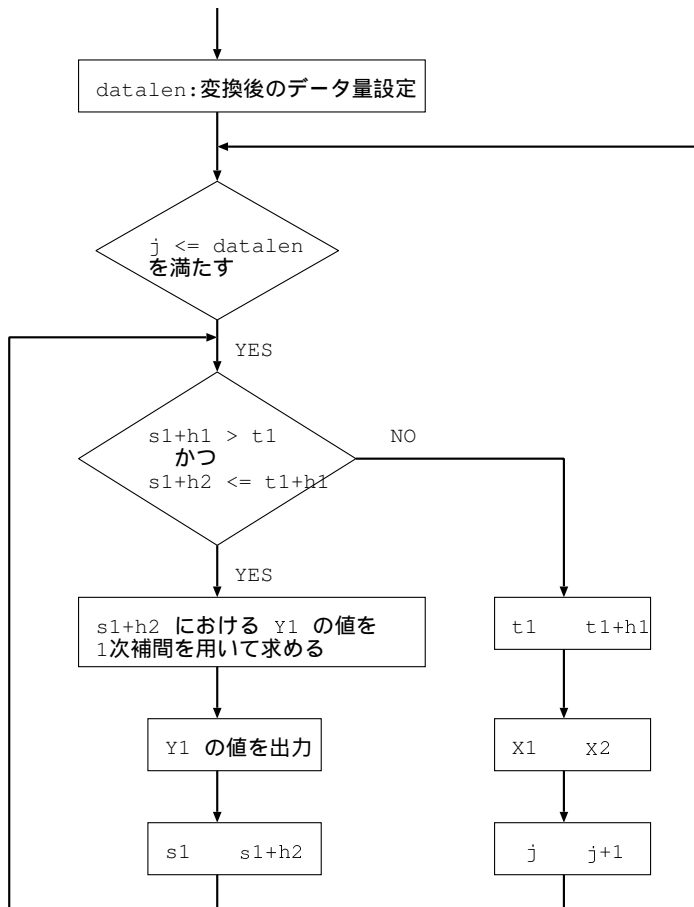 datalen:変換後のデータ量設定
j <= datalen
を満たす
YES
s1+h1 > t1
かつ
s1+h2 <= t1+h1
NO
YES
s1+h2 における Y1 の値を
1次補間を用いて求める
t1 t1+h1
Y1 の値を出力
X1 X2
s1 s1+h2
j j+1